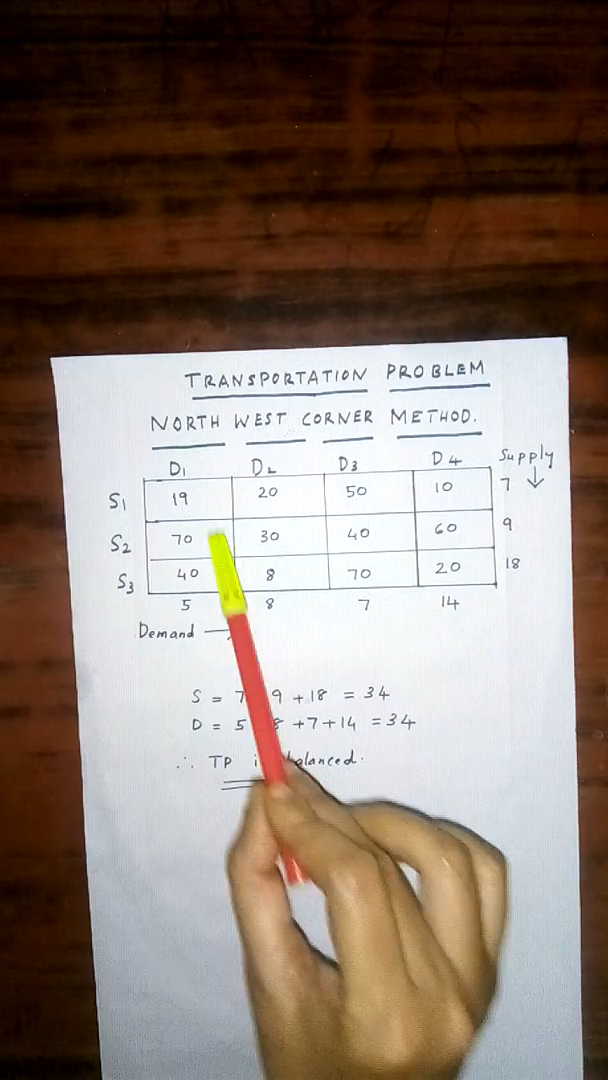 TRANSPORTATION PROBLEM
NORTH WEST CORNER METHOD.
D1 D2 D3 D4 Supply ↓
S1 19 20 50 10 7
S2 70 30 40 60 9
S3 40 8 70 20 18
5 8 7 14
Demand →
S = 7 9 + 18 = 34
D = 5 8 + 7 + 14 = 34
∴ TP balanced.